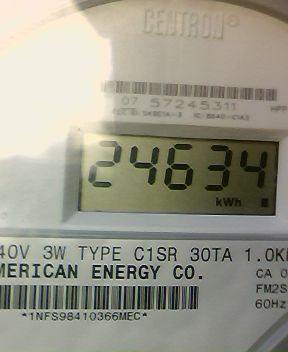 CENTRON®
07 57245311
24634
kWh
40V 3W TYPE C1SR 30TA 1.0K
MERICAN ENERGY CO.
CA 0
FM2S
60Hz
*1NFS98410366MEC*